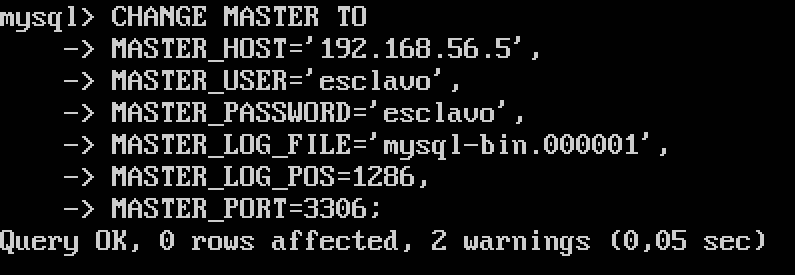 mysql> CHANGE MASTER TO
    -> MASTER_HOST='192.168.56.5',
    -> MASTER_USER='esclavo',
    -> MASTER_PASSWORD='esclavo',
    -> MASTER_LOG_FILE='mysql-bin.000001',
    -> MASTER_LOG_POS=1286,
    -> MASTER_PORT=3306;
Query OK, 0 rows affected, 2 warnings (0,05 sec)